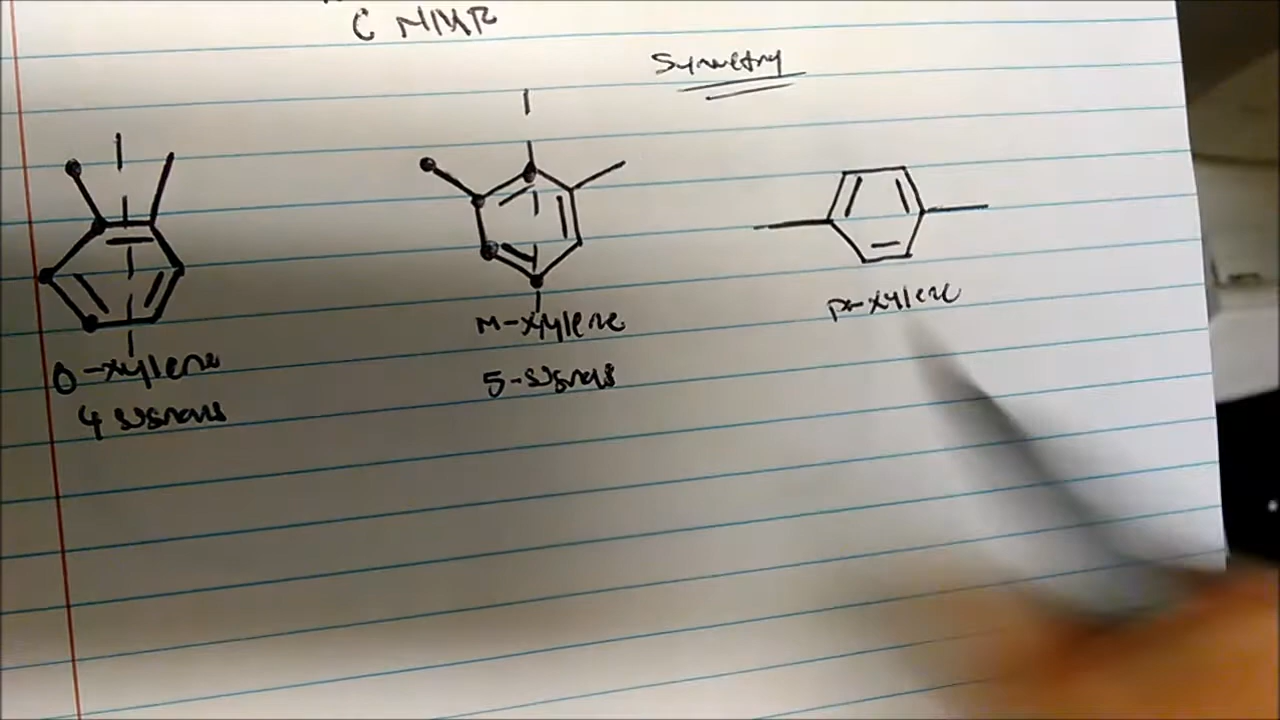 C NMR
Symmetry
O-xylene
4 signals
M-xylene
5-signals
P-xylene